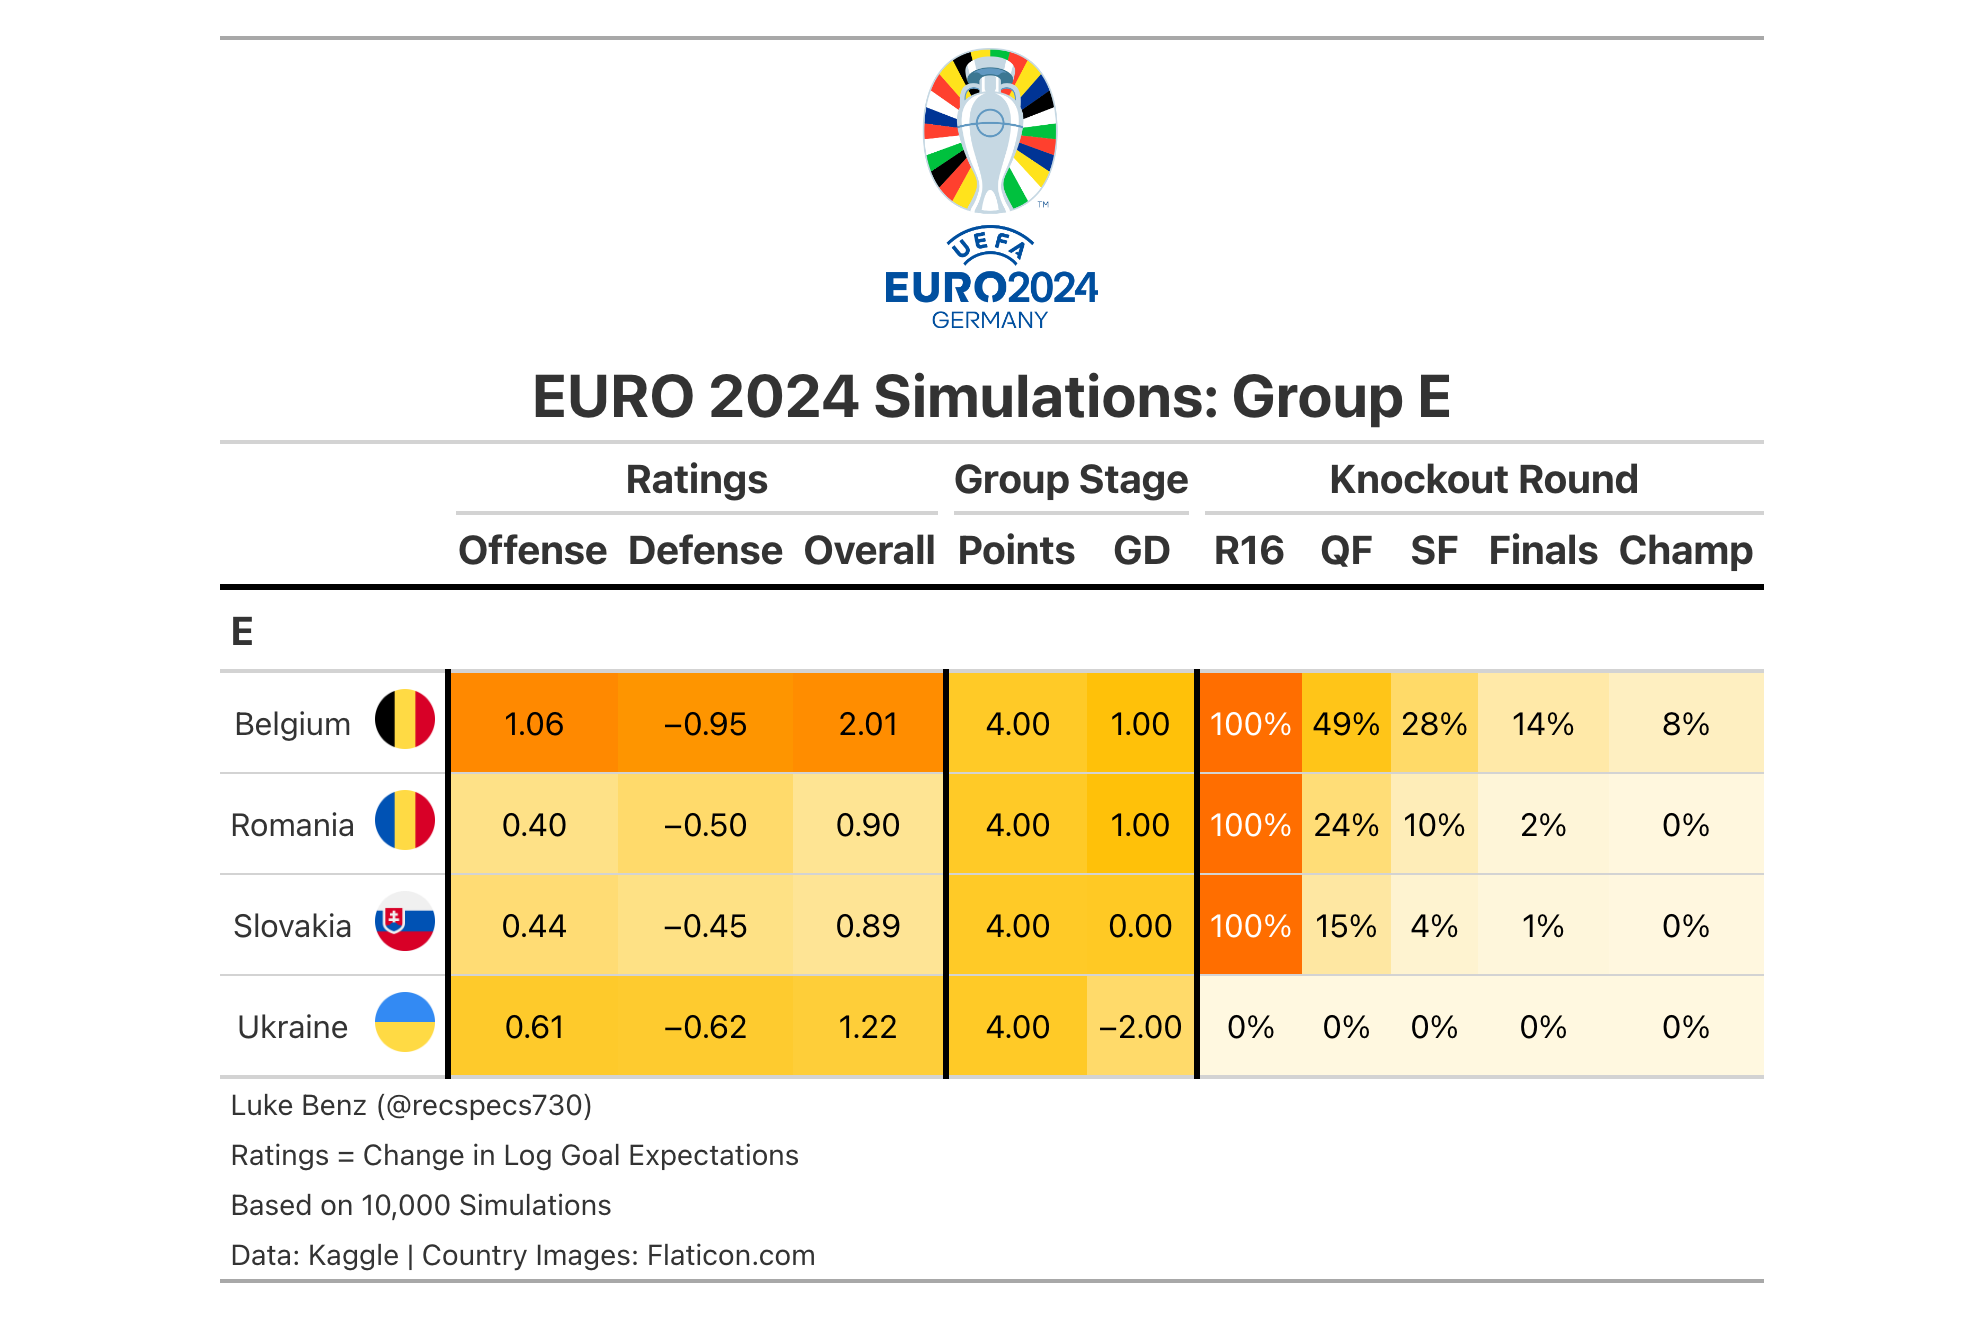 TM
UEFA
EURO2024
GERMANY
EURO 2024 Simulations: Group E
Ratings Group Stage Knockout Round
Offense Defense Overall Points GD R16 QF SF Finals Champ
E
Belgium 1.06 −0.95 2.01 4.00 1.00 100% 49% 28% 14% 8%
Romania 0.40 −0.50 0.90 4.00 1.00 100% 24% 10% 2% 0%
Slovakia 0.44 −0.45 0.89 4.00 0.00 100% 15% 4% 1% 0%
Ukraine 0.61 −0.62 1.22 4.00 −2.00 0% 0% 0% 0% 0%
Luke Benz (@recspecs730)
Ratings = Change in Log Goal Expectations
Based on 10,000 Simulations
Data: Kaggle | Country Images: Flaticon.com